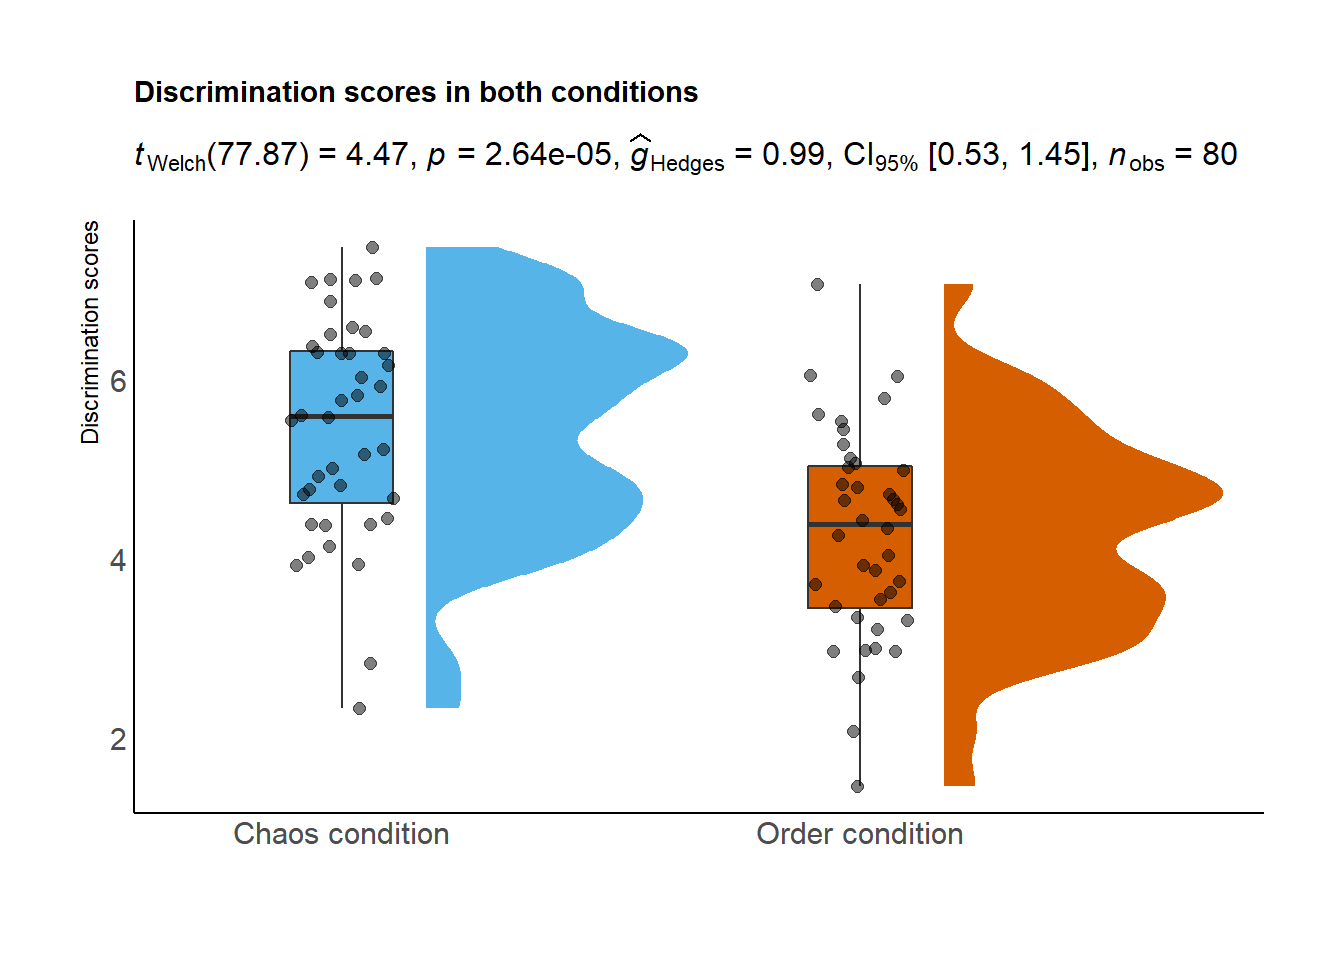 Discrimination scores in both conditions
tWelch(77.87) = 4.47, p = 2.64e-05, ĝHedges = 0.99, CI95% [0.53, 1.45], nobs = 80
Discrimination scores
6
4
2
Chaos condition
Order condition